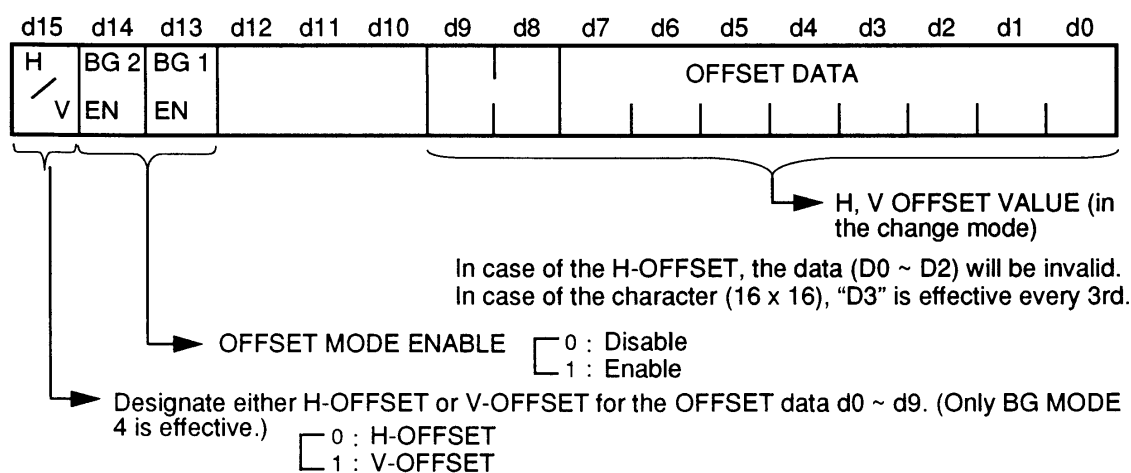 d15 d14 d13 d12 d11 d10 d9 d8 d7 d6 d5 d4 d3 d2 d1 d0
H / V BG 2 BG 1 OFFSET DATA
EN EN
H, V OFFSET VALUE (in
the change mode)
In case of the H-OFFSET, the data (D0 ~ D2) will be invalid.
In case of the character (16 x 16), “D3” is effective every 3rd.
OFFSET MODE ENABLE 0 : Disable
1 : Enable
Designate either H-OFFSET or V-OFFSET for the OFFSET data d0 ~ d9. (Only BG MODE
4 is effective.)
0 : H-OFFSET
1 : V-OFFSET